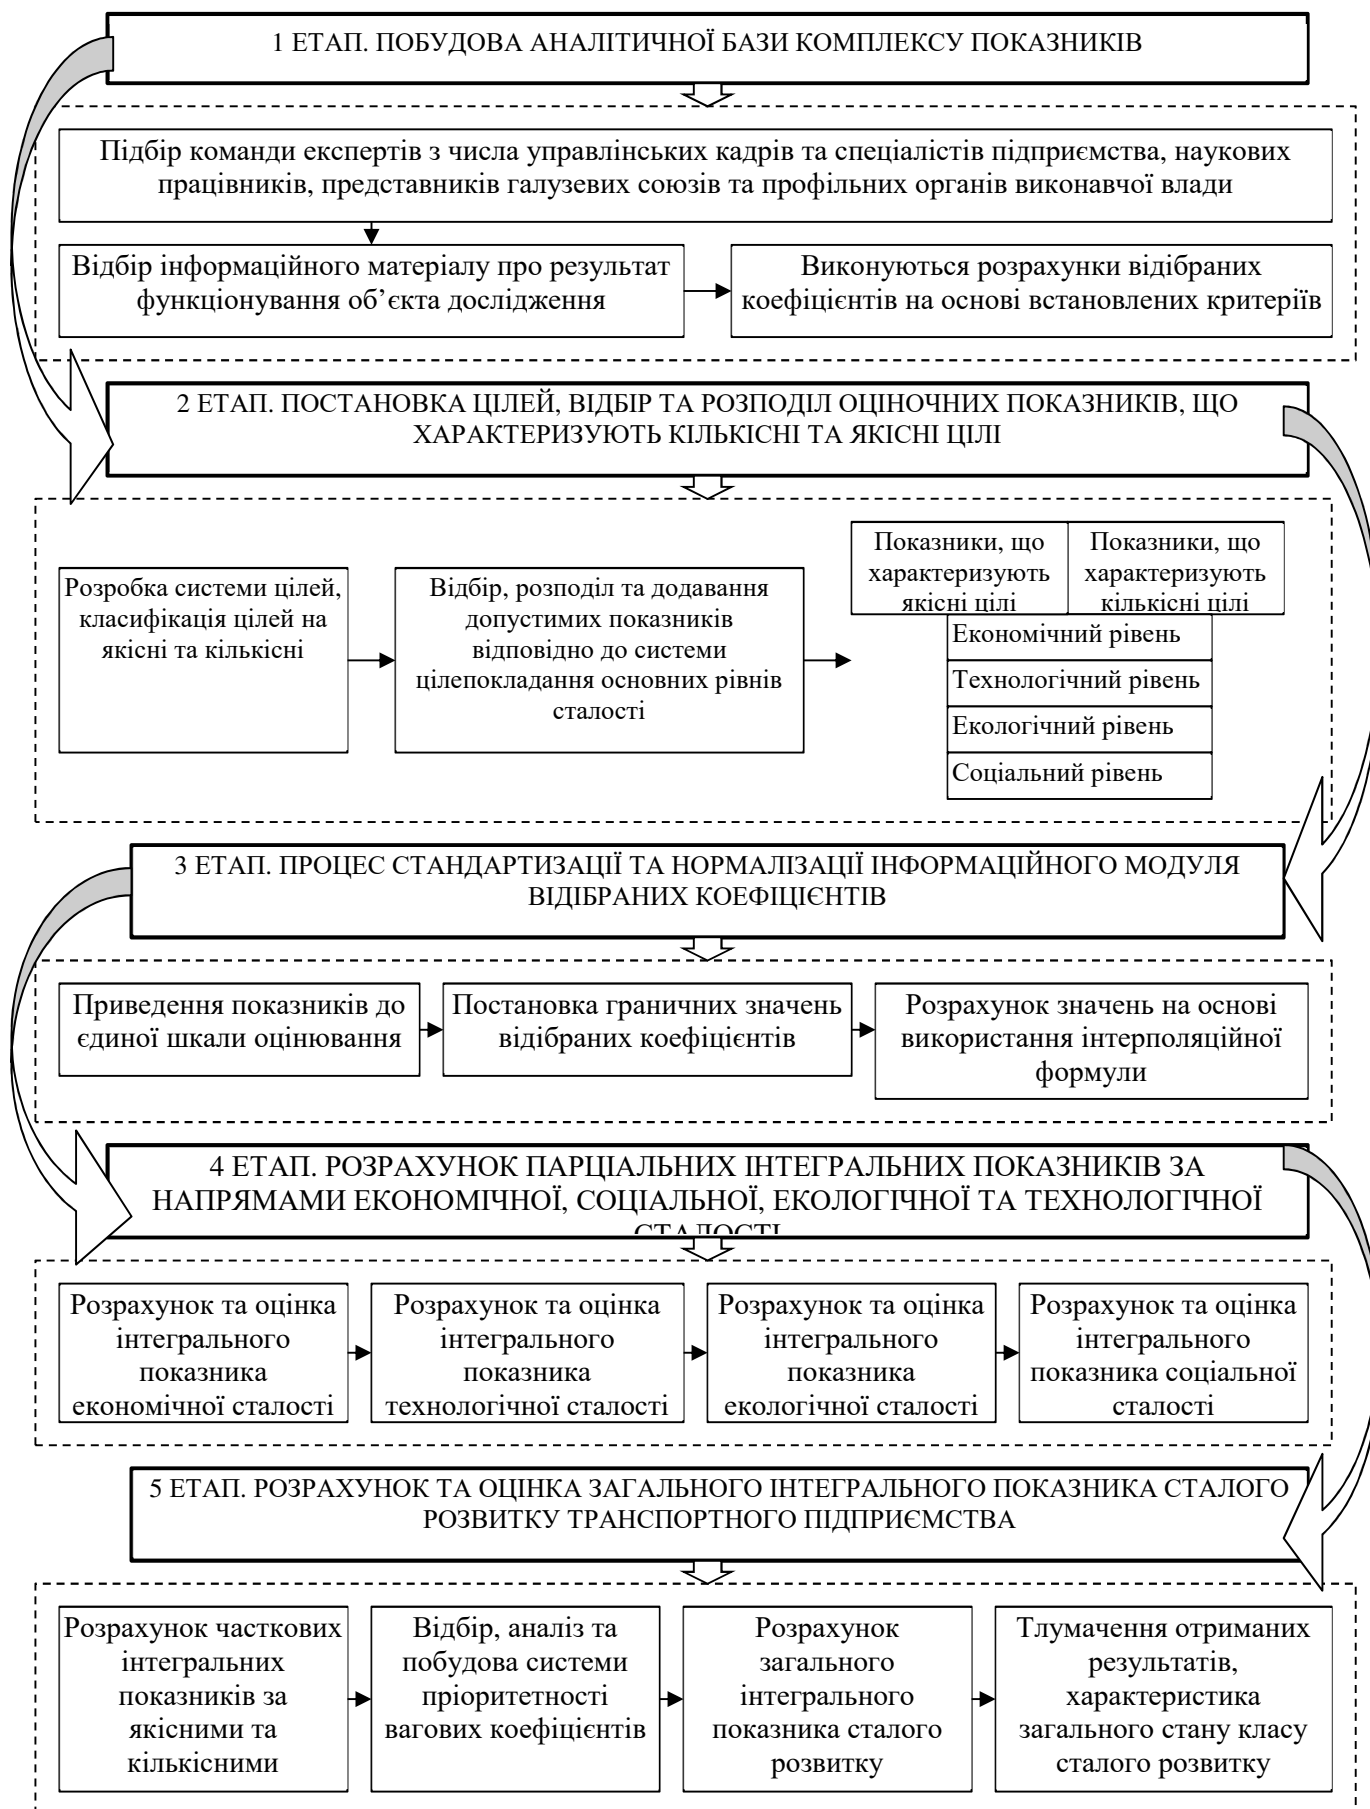 1 ЕТАП. ПОБУДОВА АНАЛІТИЧНОЇ БАЗИ КОМПЛЕКСУ ПОКАЗНИКІВ
Підбір команди експертів з числа управлінських кадрів та спеціалістів підприємства, наукових
працівників, представників галузевих союзів та профільних органів виконавчої влади
Відбір інформаційного матеріалу про результат
функціонування об’єкта дослідження
Виконуються розрахунки відібраних
коефіцієнтів на основі встановлених критеріїв
2 ЕТАП. ПОСТАНОВКА ЦІЛЕЙ, ВІДБІР ТА РОЗПОДІЛ ОЦІНОЧНИХ ПОКАЗНИКІВ, ЩО
ХАРАКТЕРИЗУЮТЬ КІЛЬКІСНІ ТА ЯКІСНІ ЦІЛІ
Розробка системи цілей,
класифікація цілей на
якісні та кількісні
Відбір, розподіл та додавання
допустимих показників
відповідно до системи
цілепокладання основних рівнів
сталості
Показники, що
характеризують
якісні цілі
Показники, що
характеризують
кількісні цілі
Економічний рівень
Технологічний рівень
Екологічний рівень
Соціальний рівень
3 ЕТАП. ПРОЦЕС СТАНДАРТИЗАЦІЇ ТА НОРМАЛІЗАЦІЇ ІНФОРМАЦІЙНОГО МОДУЛЯ
ВІДІБРАНИХ КОЕФІЦІЄНТІВ
Приведення показників до
єдиної шкали оцінювання
Постановка граничних значень
відібраних коефіцієнтів
Розрахунок значень на основі
використання інтерполяційної
формули
4 ЕТАП. РОЗРАХУНОК ПАРЦІАЛЬНИХ ІНТЕГРАЛЬНИХ ПОКАЗНИКІВ ЗА
НАПРЯМАМИ ЕКОНОМІЧНОЇ, СОЦІАЛЬНОЇ, ЕКОЛОГІЧНОЇ ТА ТЕХНОЛОГІЧНОЇ
СТАЛОСТІ
Розрахунок та оцінка
інтегрального
показника
економічної сталості
Розрахунок та оцінка
інтегрального
показника
технологічної сталості
Розрахунок та оцінка
інтегрального
показника
екологічної сталості
Розрахунок та оцінка
інтегрального
показника соціальної
сталості
5 ЕТАП. РОЗРАХУНОК ТА ОЦІНКА ЗАГАЛЬНОГО ІНТЕГРАЛЬНОГО ПОКАЗНИКА СТАЛОГО
РОЗВИТКУ ТРАНСПОРТНОГО ПІДПРИЄМСТВА
Розрахунок часткових
інтегральних
показників за
якісними та
кількісними
Відбір, аналіз та
побудова системи
пріоритетності
вагових коефіцієнтів
Розрахунок
загального
інтегрального
показника сталого
розвитку
Тлумачення отриманих
результатів,
характеристика
загального стану класу
сталого розвитку